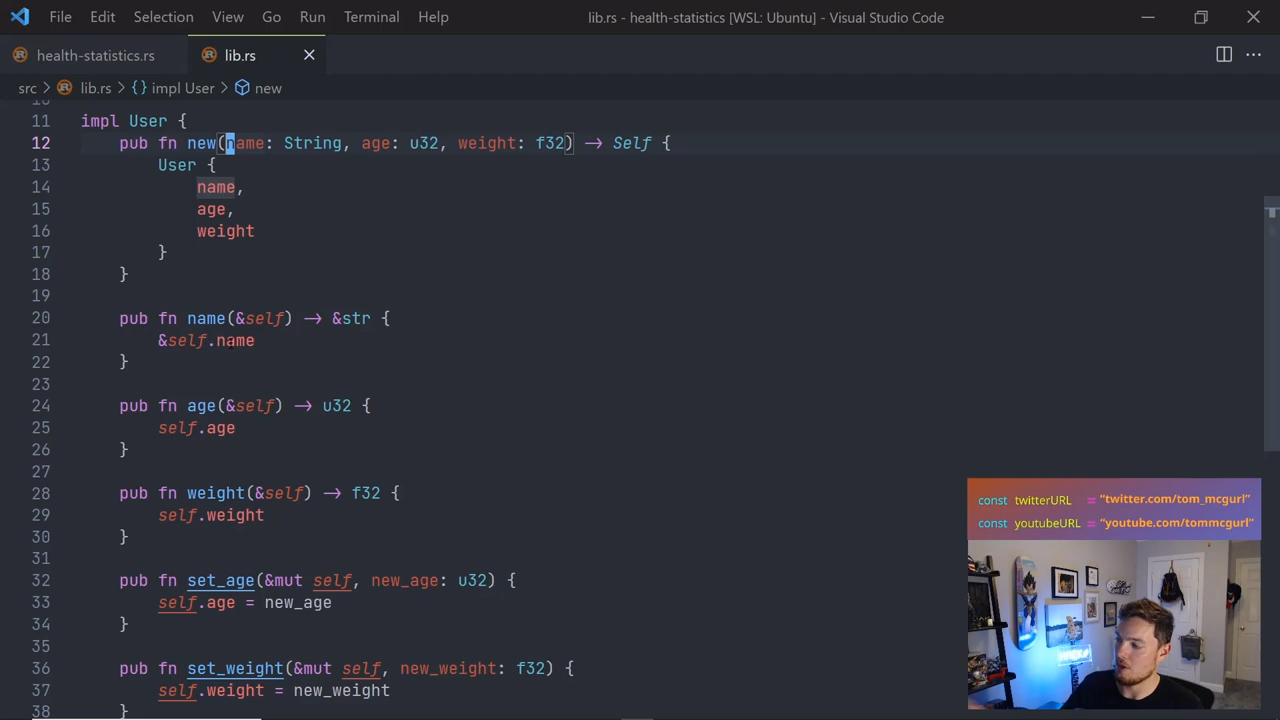 File Edit Selection View Go Run Terminal Help lib.rs - health-statistics [WSL: Ubuntu] - Visual Studio Code
health-statistics.rs lib.rs
src > lib.rs > {} impl User > new
10
11 impl User {
12 pub fn new(name: String, age: u32, weight: f32) -> Self {
13 User {
14 name,
15 age,
16 weight
17 }
18 }
19
20 pub fn name(&self) -> &str {
21 &self.name
22 }
23
24 pub fn age(&self) -> u32 {
25 self.age
26 }
27
28 pub fn weight(&self) -> f32 {
29 self.weight
30 }
31
32 pub fn set_age(&mut self, new_age: u32) {
33 self.age = new_age
34 }
35
36 pub fn set_weight(&mut self, new_weight: f32) {
37 self.weight = new_weight
38 }
const twitterURL = "twitter.com/tom_mcgurl"
const youtubeURL = "youtube.com/tommcgurl"